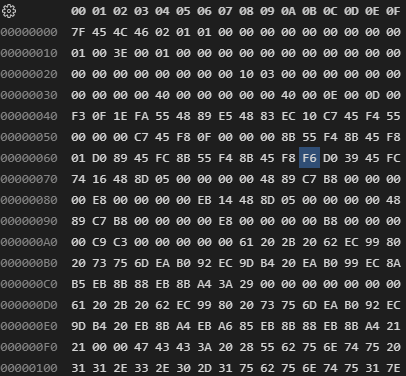 00 01 02 03 04 05 06 07 08 09 0A 0B 0C 0D 0E 0F
00000000 7F 45 4C 46 02 01 01 00 00 00 00 00 00 00 00 00
00000010 01 00 3E 00 01 00 00 00 00 00 00 00 00 00 00 00
00000020 00 00 00 00 00 00 00 00 10 03 00 00 00 00 00 00
00000030 00 00 00 00 40 00 00 00 00 00 40 00 0E 00 0D 00
00000040 F3 0F 1E FA 55 48 89 E5 48 83 EC 10 C7 45 F4 55
00000050 00 00 00 C7 45 F8 0F 00 00 00 8B 55 F4 8B 45 F8
00000060 01 D0 89 45 FC 8B 55 F4 8B 45 F8 F6 D0 39 45 FC
00000070 74 16 48 8D 05 00 00 00 00 48 89 C7 B8 00 00 00
00000080 00 E8 00 00 00 00 EB 14 48 8D 05 00 00 00 00 48
00000090 89 C7 B8 00 00 00 00 E8 00 00 00 00 B8 00 00 00
000000A0 00 C9 C3 00 00 00 00 00 61 20 2B 20 62 EC 99 80
000000B0 20 73 75 6D EA B0 92 EC 9D B4 20 EA B0 99 EC 8A
000000C0 B5 EB 8B 88 EB 8B A4 3A 29 00 00 00 00 00 00 00
000000D0 61 20 2B 20 62 EC 99 80 20 73 75 6D EA B0 92 EC
000000E0 9D B4 20 EB 8B A4 EB A6 85 EB 8B 88 EB 8B A4 21
000000F0 21 00 00 47 43 43 3A 20 28 55 62 75 6E 74 75 20
00000100 31 31 2E 33 2E 30 2D 31 75 62 75 6E 74 75 31 7E